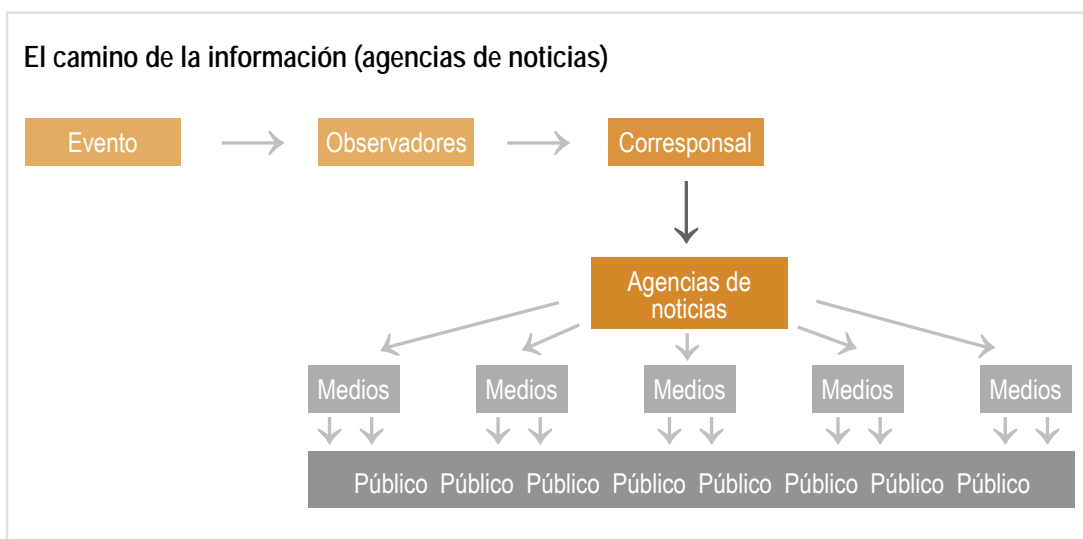 El camino de la información (agencias de noticias)
Evento
Observadores
Corresponsal
Agencias de
noticias
Medios
Medios
Medios
Medios
Medios
Público Público Público Público Público Público Público Público